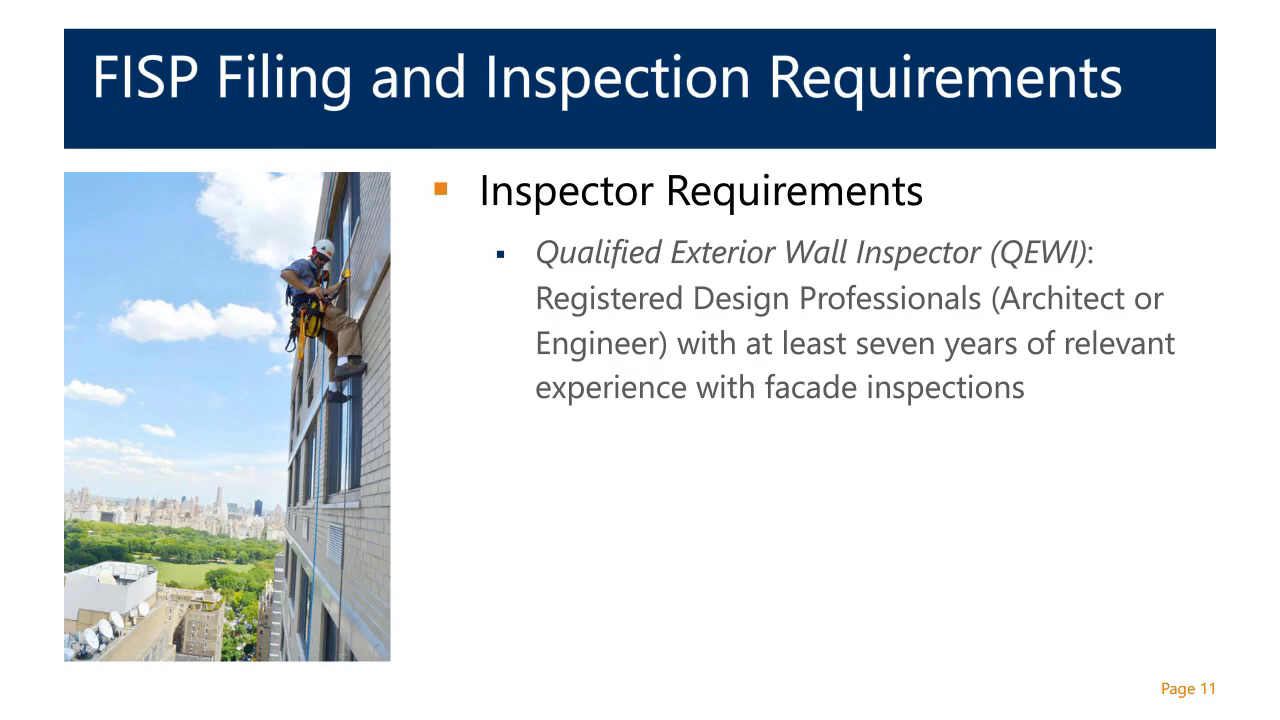 FISP Filing and Inspection Requirements
Inspector Requirements
Qualified Exterior Wall Inspector (QEWI):
Registered Design Professionals (Architect or
Engineer) with at least seven years of relevant
experience with facade inspections
Page 11